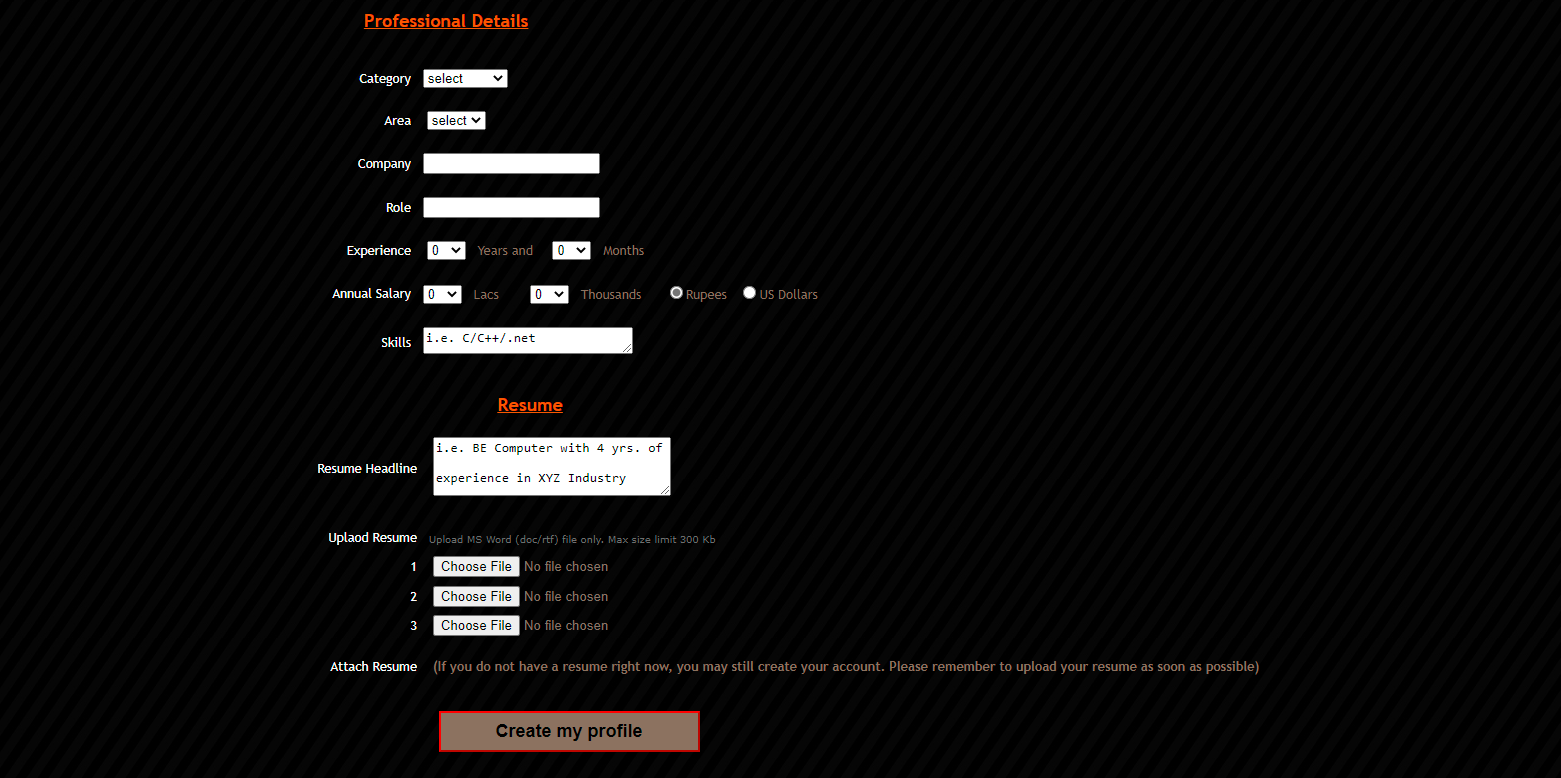 Professional Details
Category select
Area select
Company
Role
Experience 0 Years and 0 Months
Annual Salary 0 Lacs 0 Thousands Rupees US Dollars
Skills i.e. C/C++/.net
Resume
i.e. BE Computer with 4 yrs. of
Resume Headline
experience in XYZ Industry
Uplaod Resume Upload MS Word (doc/rtf) file only. Max size limit 300 Kb
1 Choose File No file chosen
2 Choose File No file chosen
3 Choose File No file chosen
Attach Resume (If you do not have a resume right now, you may still create your account. Please remember to upload your resume as soon as possible)
Create my profile